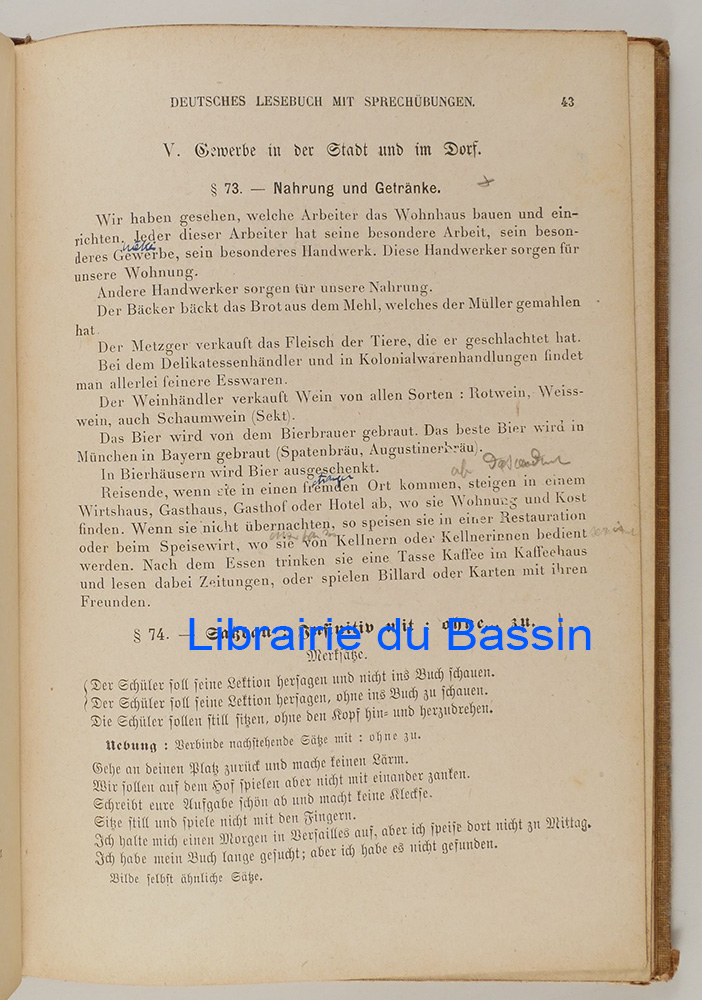 DEUTSCHES LESEBUCH MIT SPRECHÜBUNGEN. 43
V. Gewerbe in der Stadt und im Dorf.
§ 73. — Nahrung und Getränke.
Wir haben gesehen, welche Arbeiter das Wohnhaus bauen und ein-
richten. Jeder dieser Arbeiter hat seine besondere Arbeit, sein beson-
deres Gewerbe, sein besonderes Handwerk. Diese Handwerker sorgen für
unsere Wohnung.
Andere Handwerker sorgen für unsere Nahrung.
Der Bäcker bäckt das Brot aus dem Mehl, welches der Müller gemahlen
hat
Der Metzger verkauft das Fleisch der Tiere, die er geschlachtet hat.
Bei dem Delikatessenhändler und in Kolonialwarenhandlungen findet
man allerlei feinere Esswaren.
Der Weinhändler verkauft Wein von allen Sorten : Rotwein, Weiss-
wein, auch Schaumwein (Sekt).
Das Bier wird von dem Bierbrauer gebraut. Das beste Bier wird in
München in Bayern gebraut (Spatenbräu, Augustinerbräu).
In Bierhäusern wird Bier ausgeschenkt.
Reisende, wenn sie in einen fremden Ort kommen, steigen in einem
Wirtshaus, Gasthaus, Gasthof oder Hotel ab, wo sie Wohnung und Kost
finden. Wenn sie nicht übernachten, so speisen sie in einer Restauration
oder beim Speisewirt, wo sie von Kellnern oder Kellnerinnen bedient
werden. Nach dem Essen trinken sie eine Tasse Kaffee im Kaffeehaus
und lesen dabei Zeitungen, oder spielen Billard oder Karten mit ihren
Freunden.
§ 74. — Satzbau : Infinitiv mit : ohne... zu.
Librairie du Bassin
Merksätze.
Der Schüler soll seine Lektion hersagen und nicht ins Buch schauen.
Der Schüler soll seine Lektion hersagen, ohne ins Buch zu schauen.
Die Schüler sollen still sitzen, ohne den Kopf hin- und herzudrehen.
Uebung : Verbinde nachstehende Sätze mit : ohne zu.
Gehe an deinen Platz zurück und mache keinen Lärm.
Wir sollen auf dem Hof spielen aber nicht mit einander zanken.
Schreibt eure Aufgabe schön ab und macht keine Kleckse.
Sitze still und spiele nicht mit den Fingern.
Ich halte mich einen Morgen in Versailles auf, aber ich speise dort nicht zu Mittag.
Ich habe mein Buch lange gesucht; aber ich habe es nicht gefunden.
Bilde selbst ähnliche Sätze.